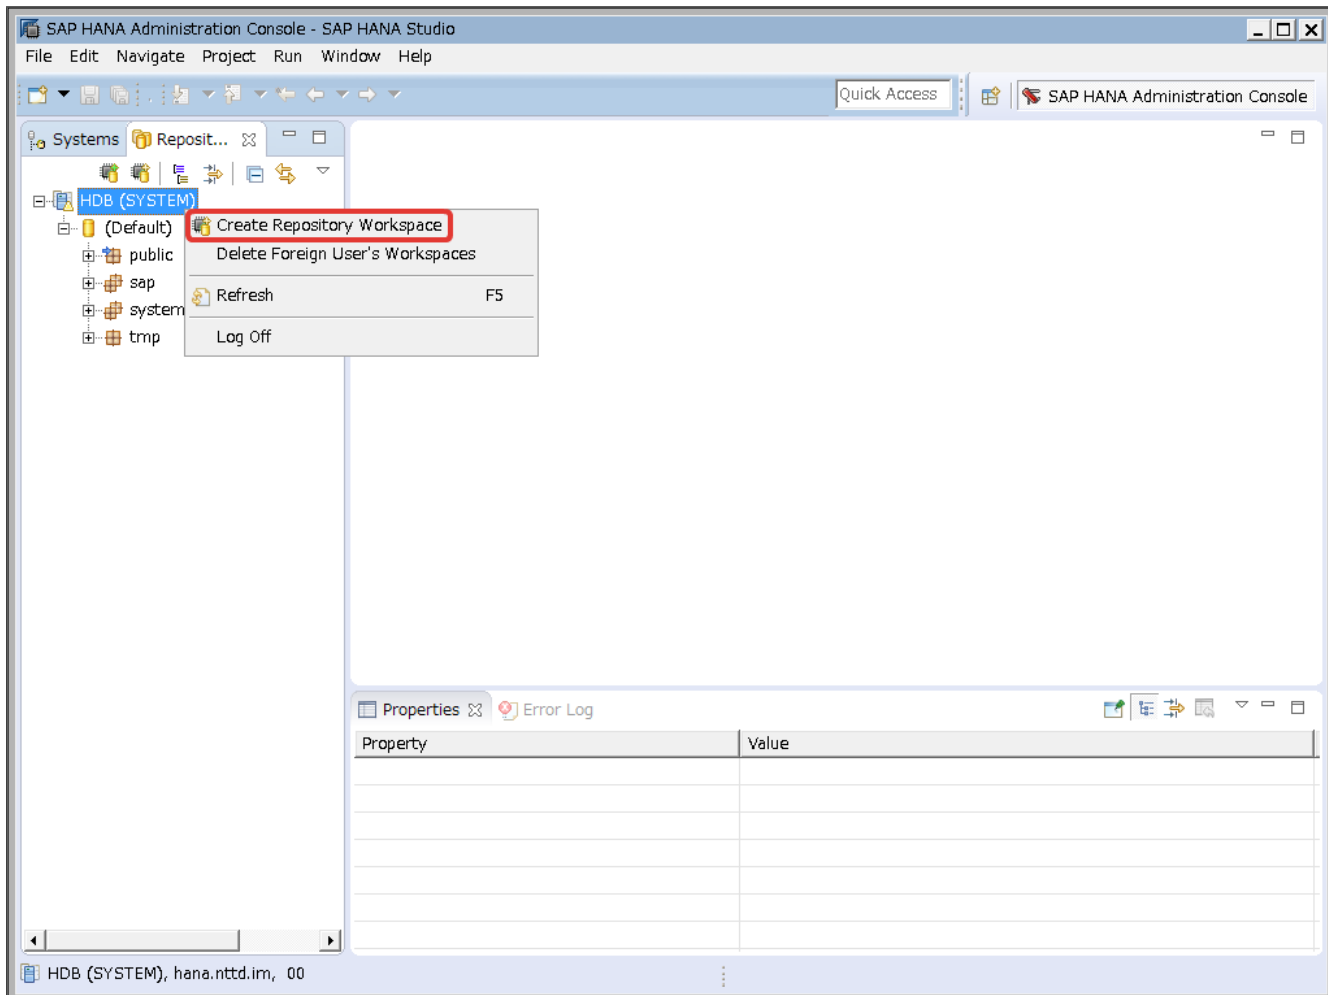 SAP HANA Administration Console - SAP HANA Studio
File Edit Navigate Project Run Window Help
Quick Access
SAP HANA Administration Console
Systems
Reposit...
HDB (SYSTEM)
(Default)
public
sap
system
tmp
Create Repository Workspace
Delete Foreign User's Workspaces
Refresh F5
Log Off
Properties
Error Log
Property Value
HDB (SYSTEM), hana.nttd.im, 00